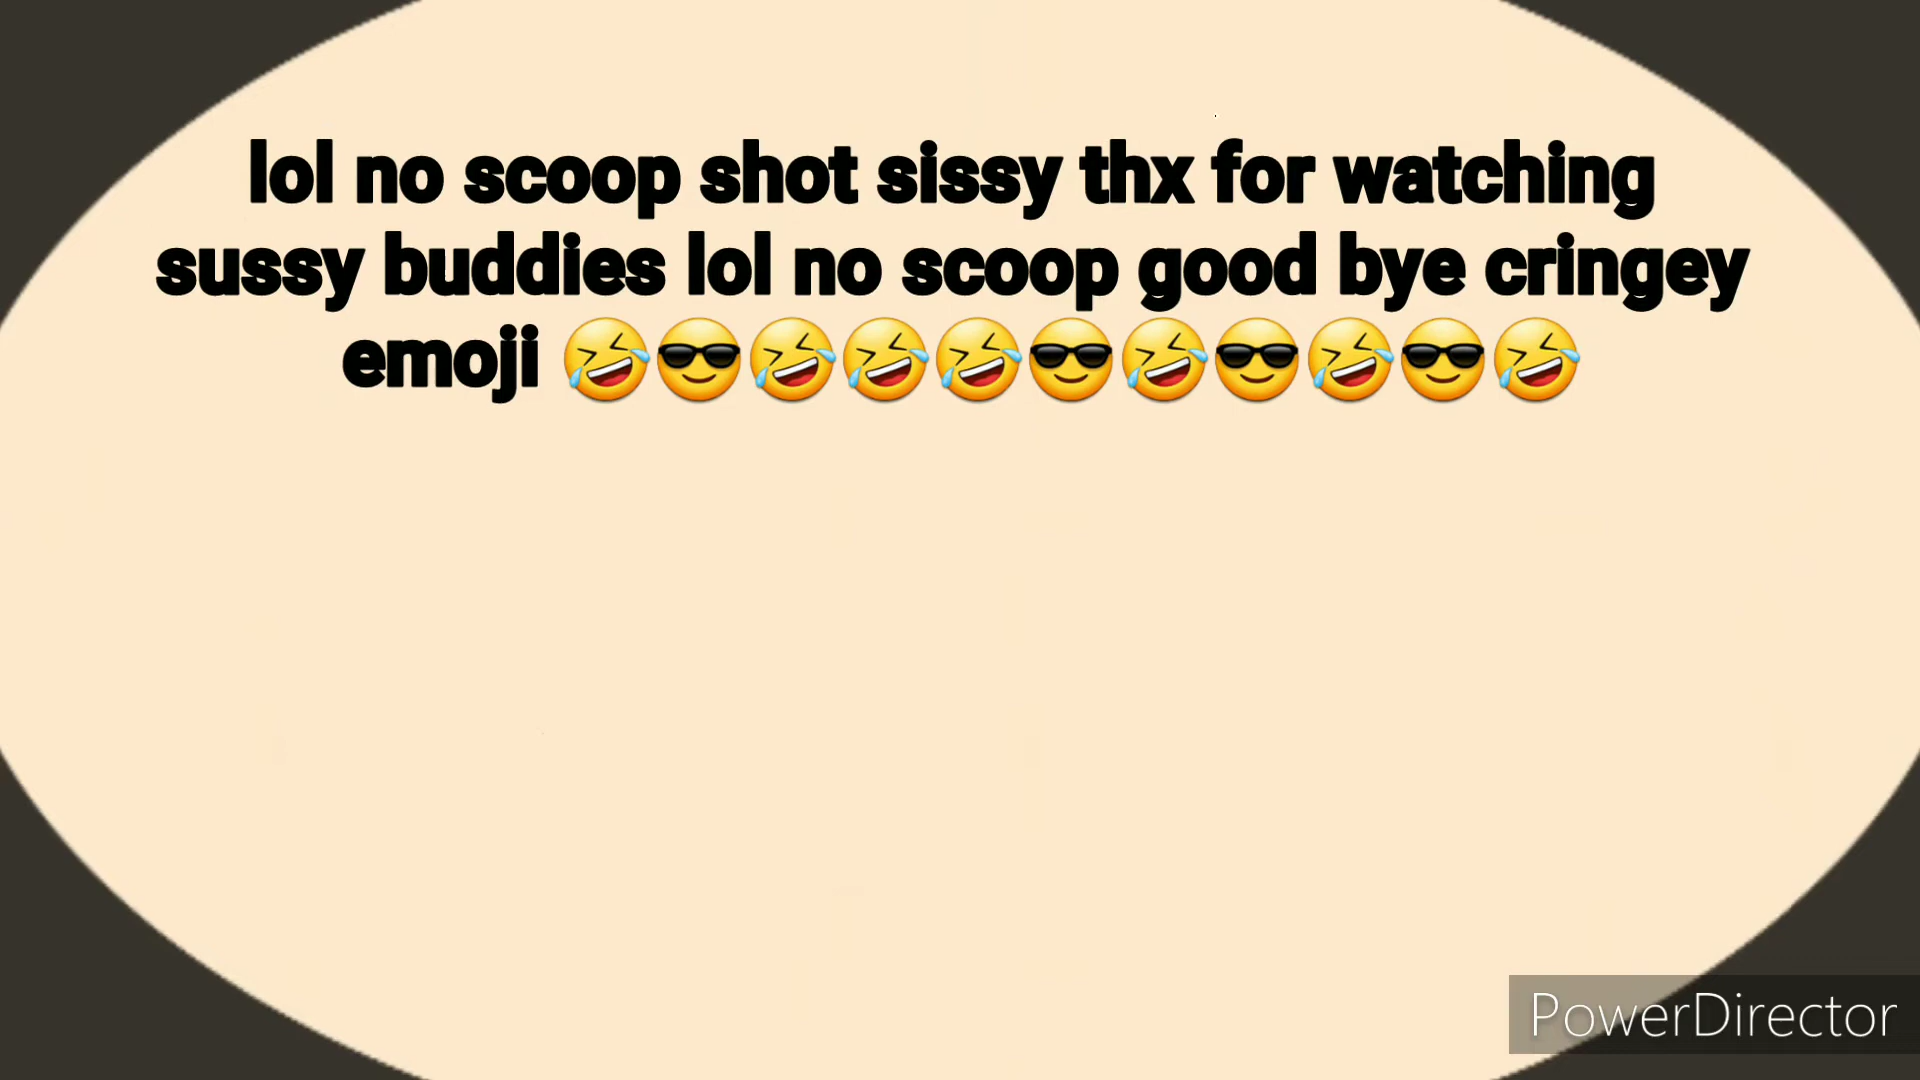 lol no scoop shot sissy thx for watching
sussy buddies lol no scoop good bye cringey
emoji 🤣😎🤣🤣🤣😎🤣😎🤣😎🤣
PowerDirector